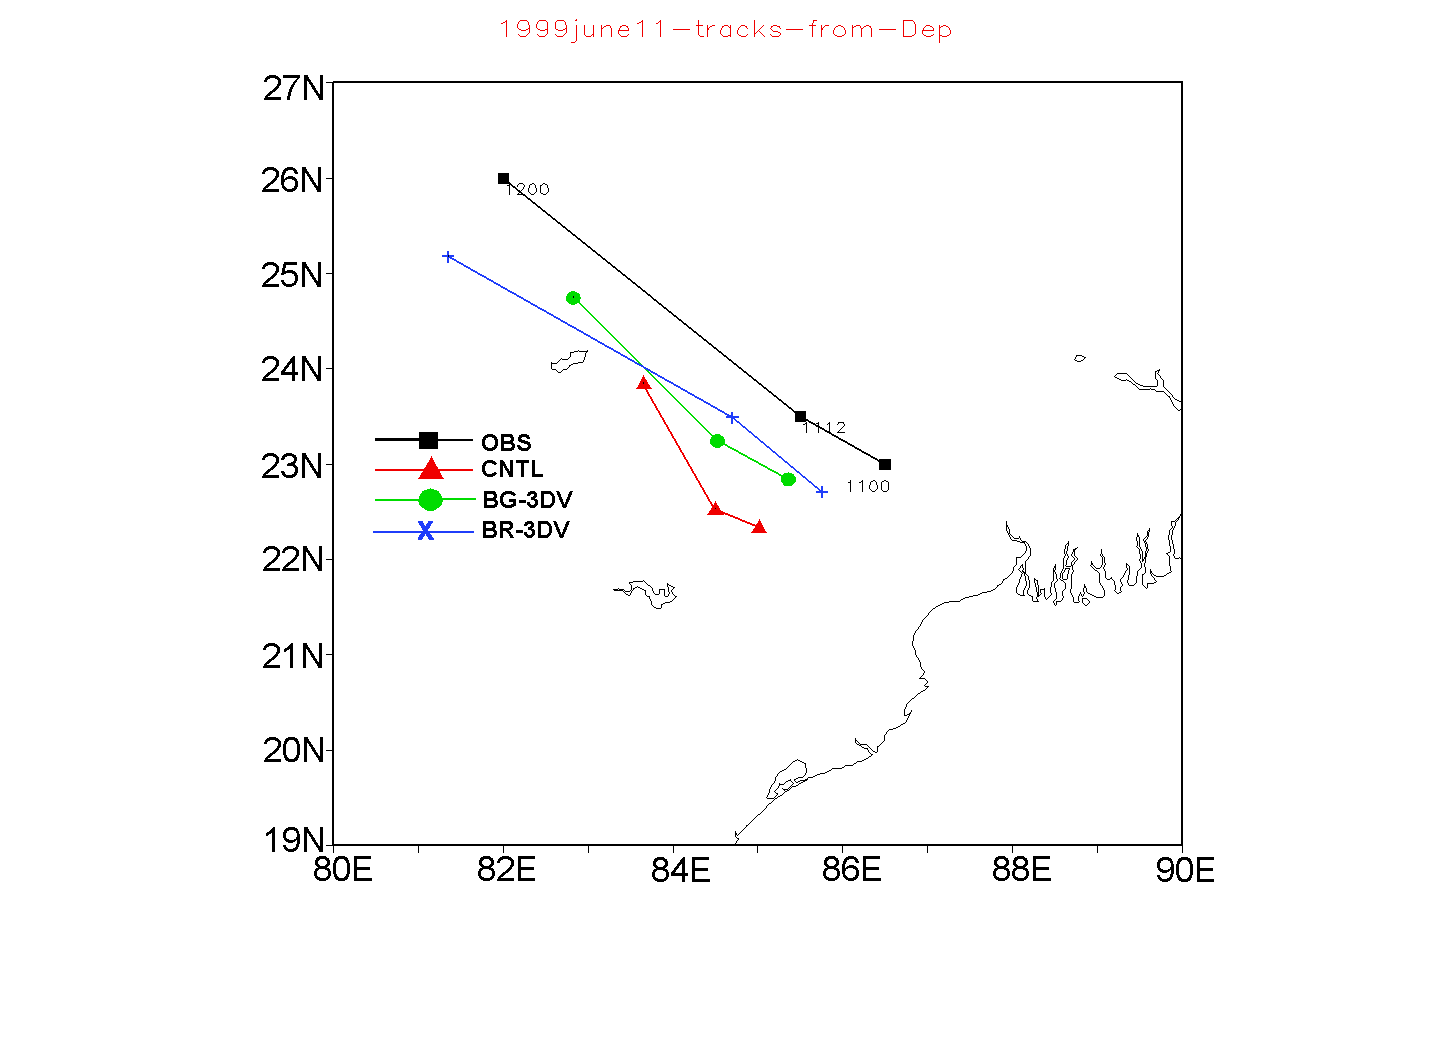 1999june11-tracks-from-Dep
27N
26N
1200
25N
24N
1112
OBS
23N
CNTL
1100
BG-3DV
BR-3DV
22N
21N
20N
19N
80E 82E 84E 86E 88E 90E